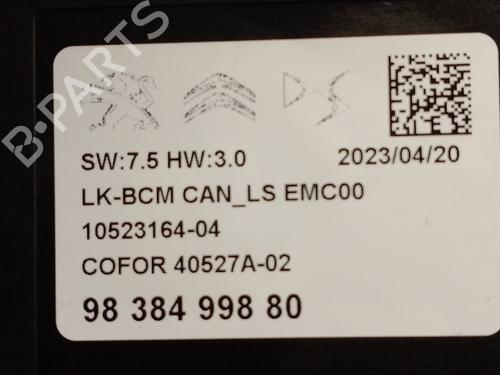 B-PARTS
SW:7.5 HW:3.0 2023/04/20
LK-BCM CAN_LS EMC00
10523164-04
COFOR 40527A-02
98 384 998 80